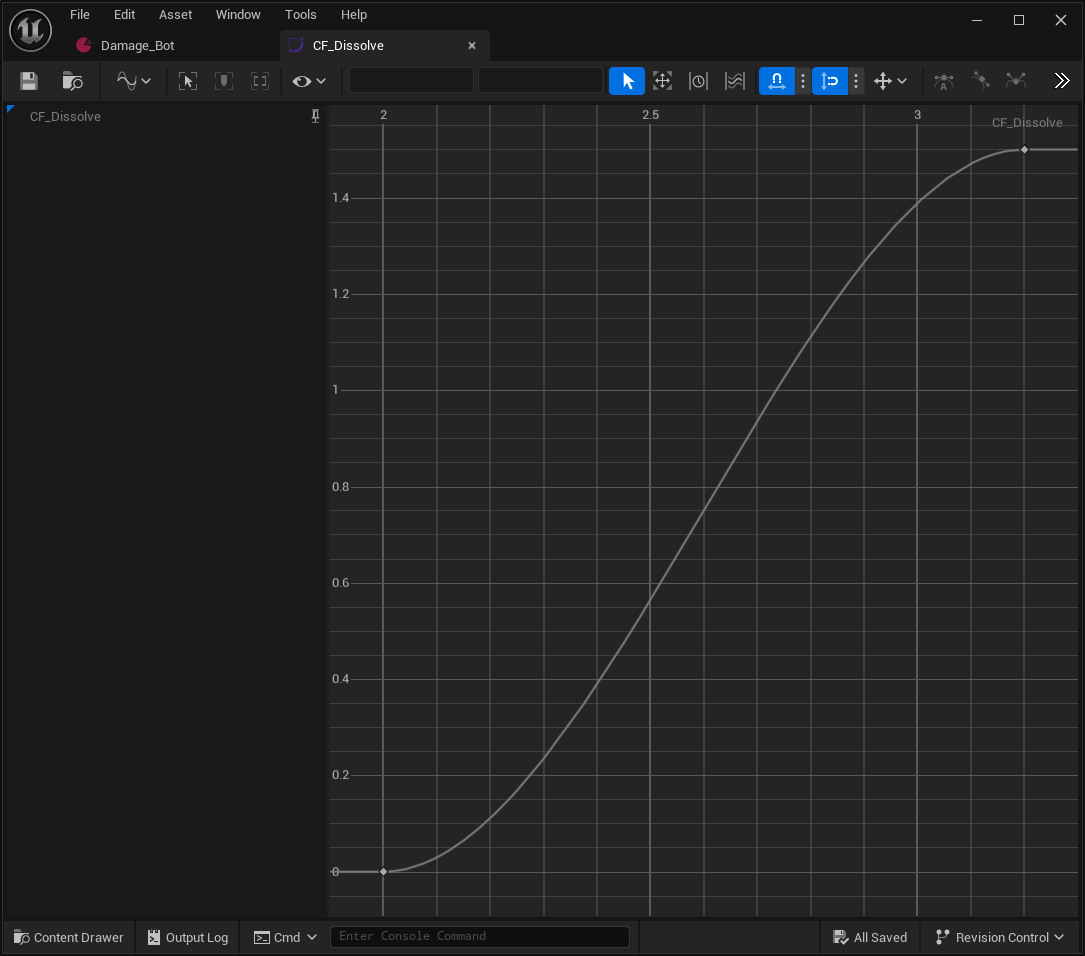 File Edit Asset Window Tools Help
Damage_Bot CF_Dissolve
CF_Dissolve
2 2.5 3
CF_Dissolve
1.4
1.2
1
0.8
0.6
0.4
0.2
0
Content Drawer Output Log Cmd Enter Console Command All Saved Revision Control